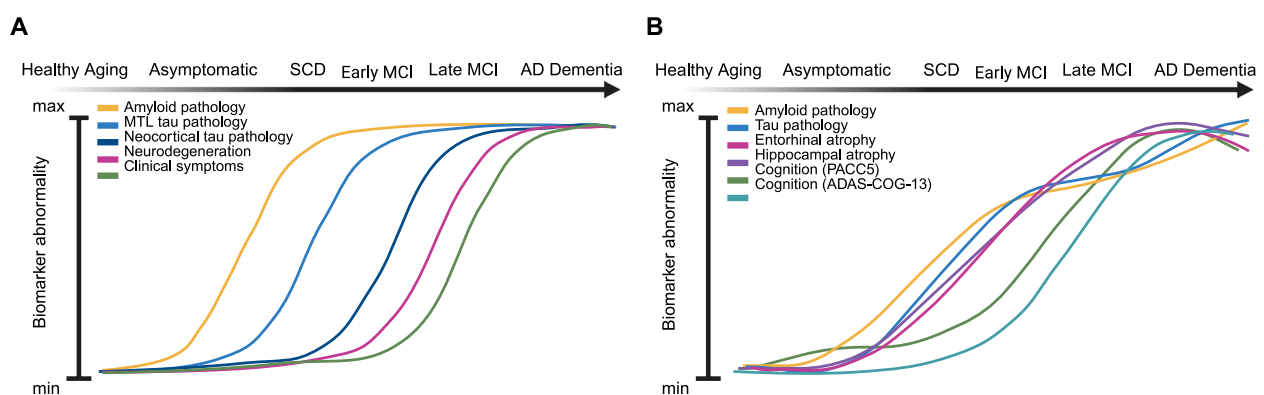 A
Healthy Aging Asymptomatic SCD Early MCI Late MCI AD Dementia
max
Amyloid pathology
MTL tau pathology
Neocortical tau pathology
Neurodegeneration
Clinical symptoms
Biomarker abnormality
min
B
Healthy Aging Asymptomatic SCD Early MCI Late MCI AD Dementia
max
Amyloid pathology
Tau pathology
Entorhinal atrophy
Hippocampal atrophy
Cognition (PACC5)
Cognition (ADAS-COG-13)
Biomarker abnormality
min